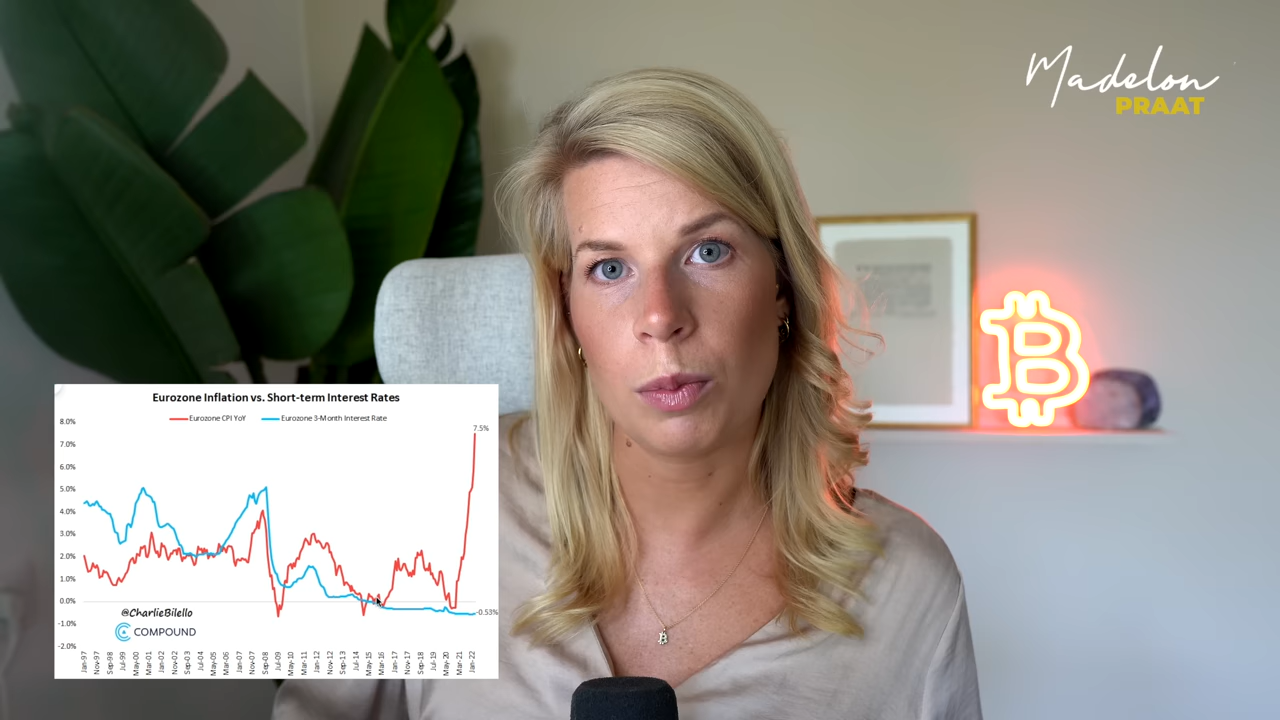 Madelon
PRAAT
Eurozone Inflation vs. Short-term Interest Rates
Eurozone CPI YoY
Eurozone 3-Month Interest Rate
8.0%
7.0%
6.0%
5.0%
4.0%
3.0%
2.0%
1.0%
0.0%
-1.0%
-2.0%
7.5%
-0.53%
@CharlieBilello
COMPOUND
Jan-97
Nov-97
Sep-98
Jul-99
May-00
Mar-01
Jan-02
Nov-02
Sep-03
Jul-04
May-05
Mar-06
Jan-07
Nov-07
Sep-08
Jul-09
May-10
Mar-11
Jan-12
Nov-12
Sep-13
Jul-14
May-15
Mar-16
Jan-17
Nov-17
Sep-18
Jul-19
May-20
Mar-21
Jan-22